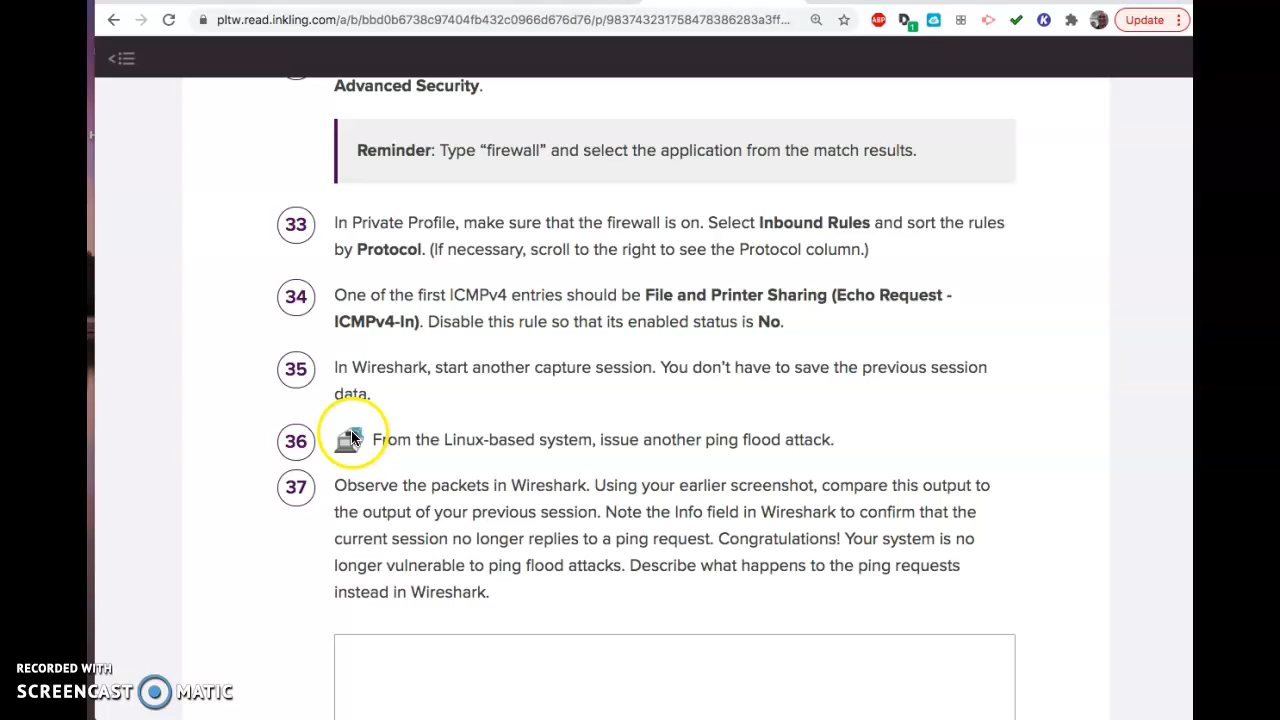 pltw.read.inkling.com/a/b/bbd0b6738c97404fb432c0966d676d76/p/983743231758478386283a3ff...
ABP
1
K
Update
Advanced Security.
Reminder: Type “firewall” and select the application from the match results.
33
In Private Profile, make sure that the firewall is on. Select Inbound Rules and sort the rules
by Protocol. (If necessary, scroll to the right to see the Protocol column.)
34
One of the first ICMPv4 entries should be File and Printer Sharing (Echo Request -
ICMPv4-In). Disable this rule so that its enabled status is No.
35
In Wireshark, start another capture session. You don’t have to save the previous session
data.
36
From the Linux-based system, issue another ping flood attack.
37
Observe the packets in Wireshark. Using your earlier screenshot, compare this output to
the output of your previous session. Note the Info field in Wireshark to confirm that the
current session no longer replies to a ping request. Congratulations! Your system is no
longer vulnerable to ping flood attacks. Describe what happens to the ping requests
instead in Wireshark.
RECORDED WITH
SCREENCAST MATIC